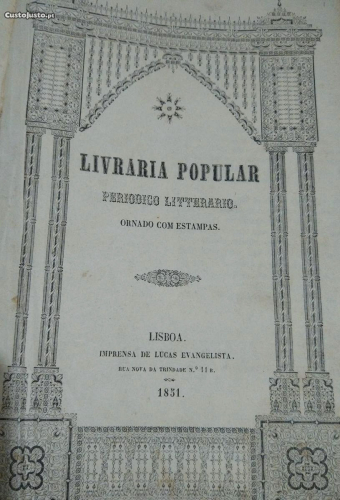 CustoJusto.pt
LIVRARIA POPULAR
PERIODICO LITTERARIO.
ORNADO COM ESTAMPAS.
LISBOA.
IMPRENSA DE LUCAS EVANGELISTA.
RUA NOVA DA TRINDADE N.º 11 B.
1851.